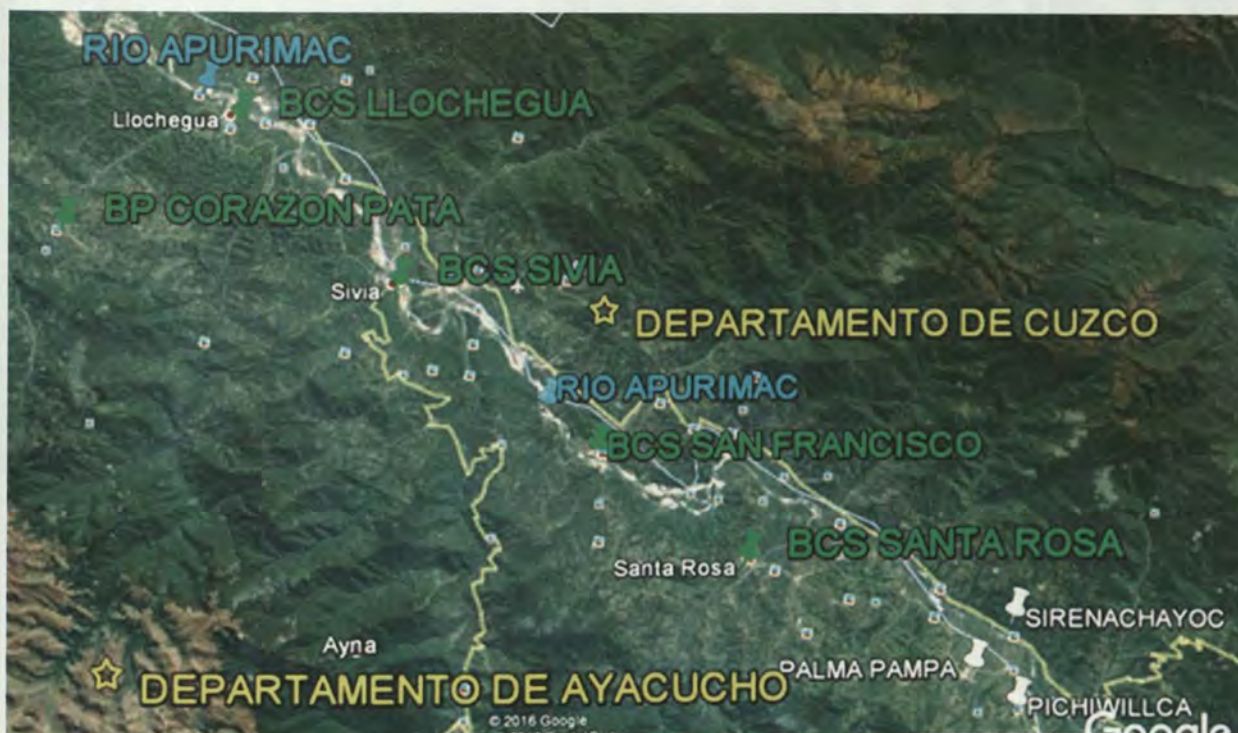 RIO APURIMAC
BCS LLOCHEGUA
Llochegua
BP CORAZON PATA
BCS SIVIA
Sivia
DEPARTAMENTO DE CUZCO
RIO APURIMAC
BCS SAN FRANCISCO
BCS SANTA ROSA
Santa Rosa
SIRENACHAYOC
Ayna
PALMA PAMPA
DEPARTAMENTO DE AYACUCHO
PICHIWILLCA
© 2016 Google
Google